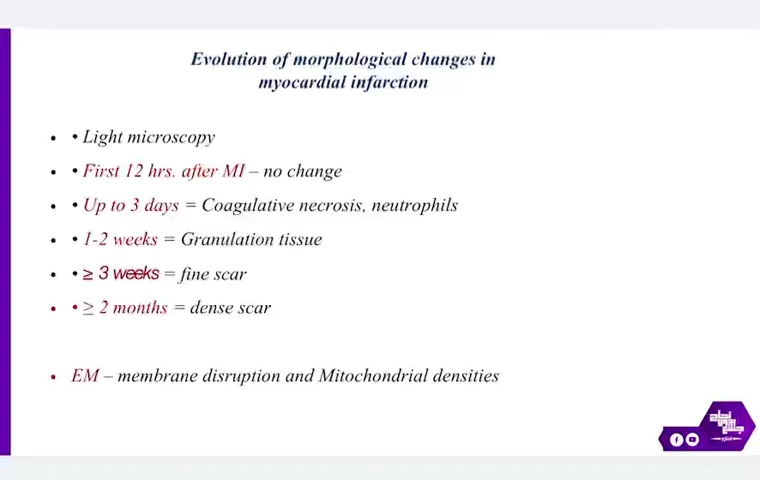 Evolution of morphological changes in
myocardial infarction
• • Light microscopy
• • First 12 hrs. after MI – no change
• • Up to 3 days = Coagulative necrosis, neutrophils
• • 1-2 weeks = Granulation tissue
• • ≥ 3 weeks = fine scar
• • ≥ 2 months = dense scar
• EM – membrane disruption and Mitochondrial densities